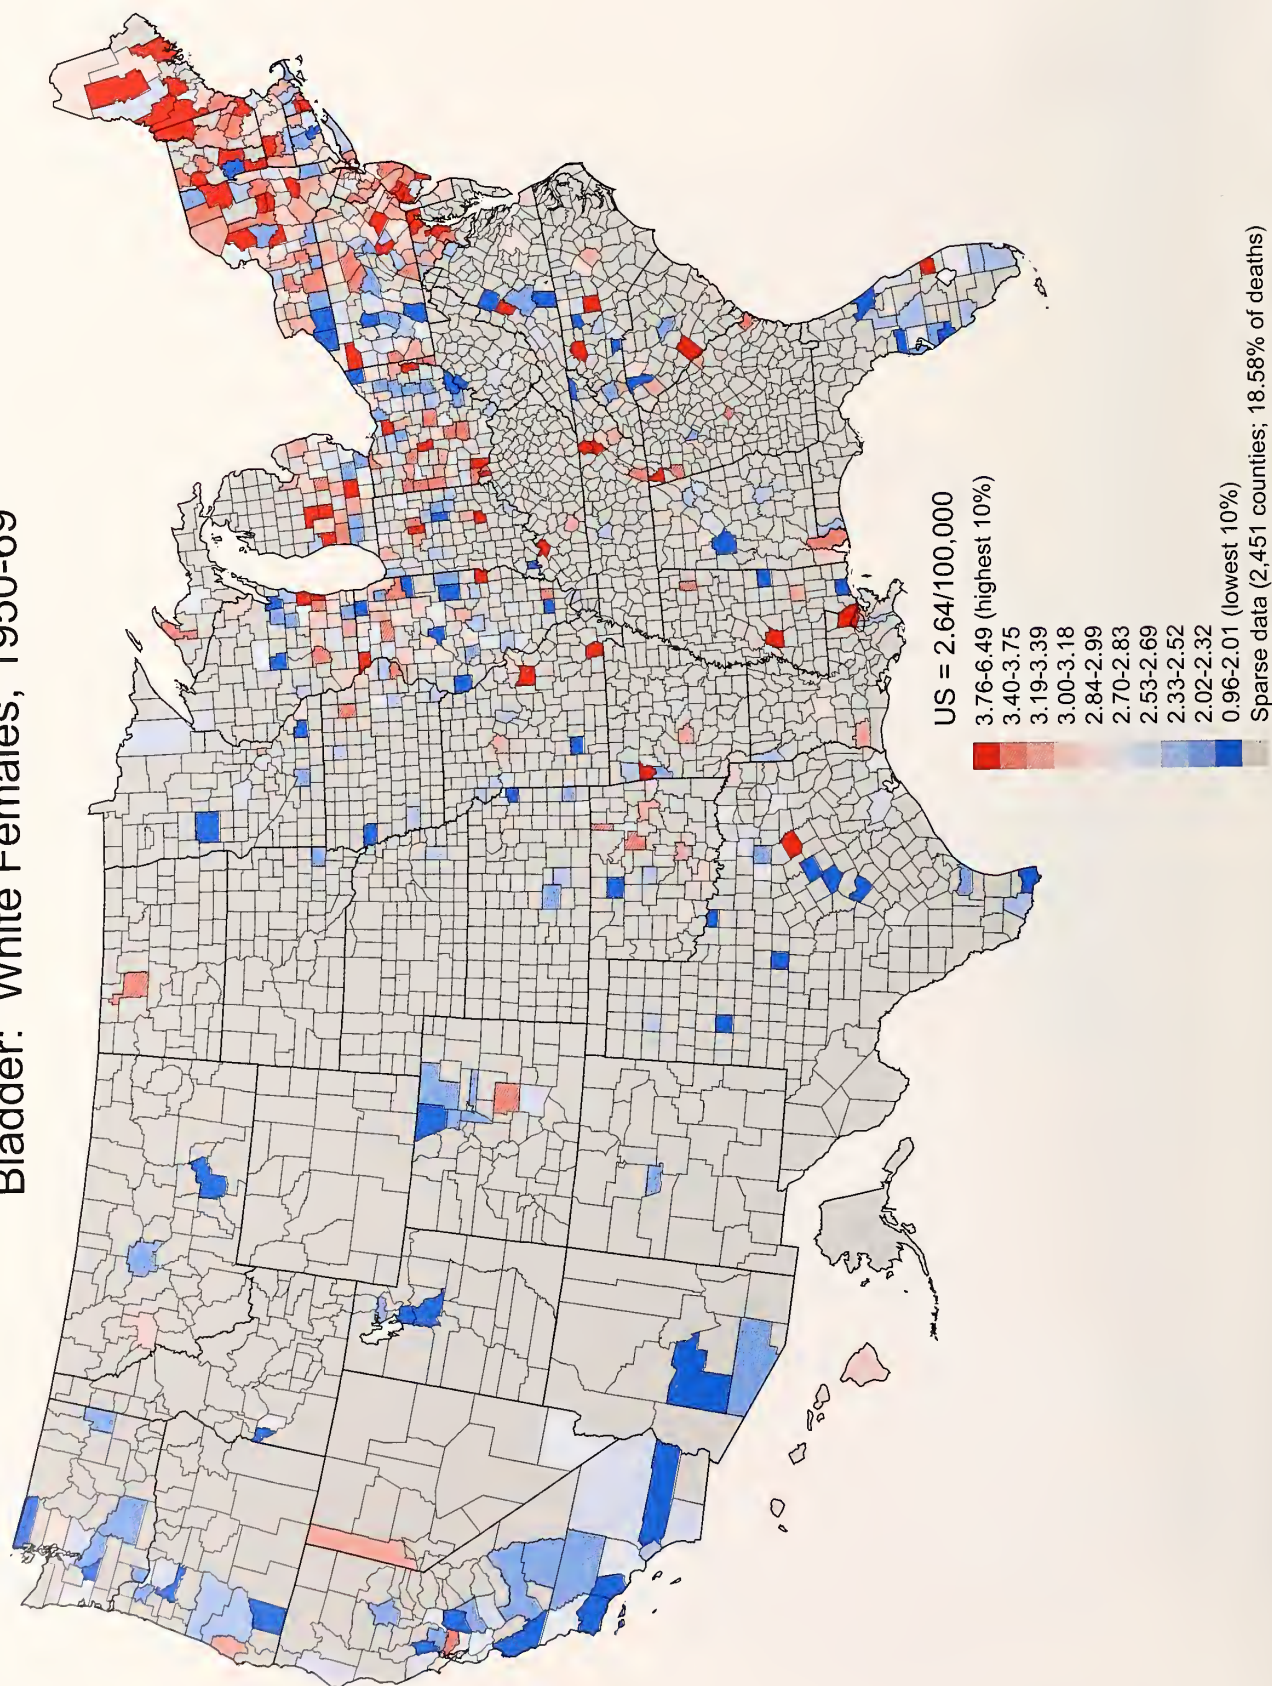 Bladder: White Females, 1950-69
US = 2.64/100,000
3.76-6.49 (highest 10%)
3.40-3.75
3.19-3.39
3.00-3.18
2.84-2.99
2.70-2.83
2.53-2.69
2.33-2.52
2.02-2.32
0.96-2.01 (lowest 10%)
Sparse data (2,451 counties; 18.58% of deaths)